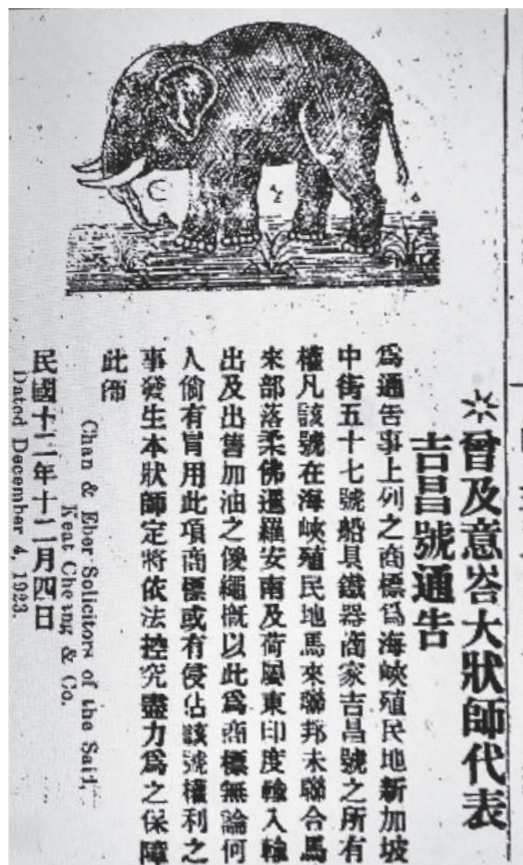 曾及意峇大狀師代表
吉昌號通告
為通告事上列之商標為海峽殖民地新加坡
中街五十七號船具鐵器商家吉昌號之所有
權凡該號在海峽殖民地馬來聯邦未聯合馬
來部落柔佛暹羅安南及荷屬東印度輸入輸
出及出售加油之傻繩慨以此為商標無論何
人倘有冒用此項商標或有侵佔該號權利之
事發生本狀師定將依法控究盡力為之保障
此佈
Chan & Eber Solicitors of the Said,
Keat Cheong & Co.
民國十二年十二月四日
Dated December 4, 1923.